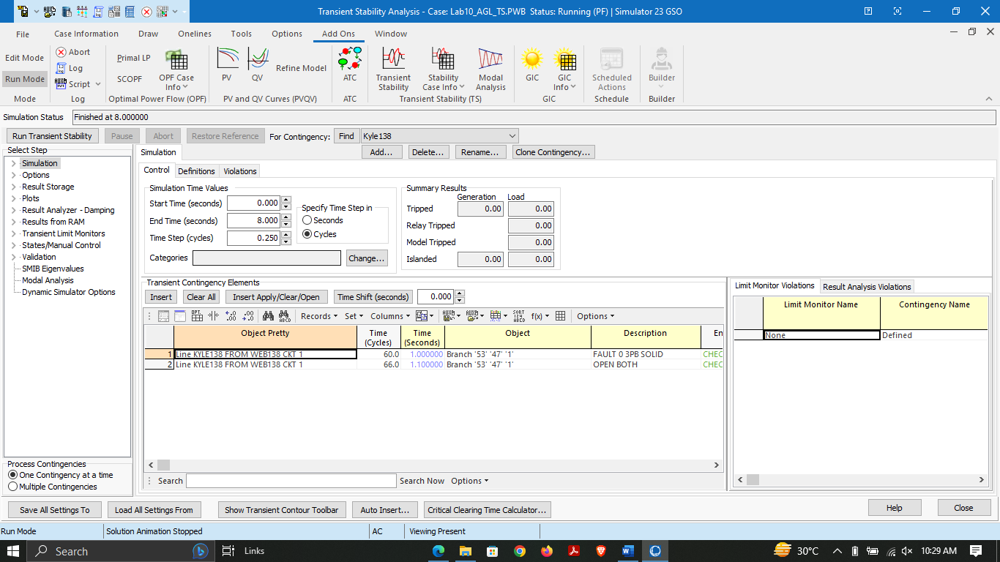 Transient Stability Analysis - Case: Lab10_AGL_TS.PWB Status: Running (PF) | Simulator 23 GSO
File Case Information Draw Onelines Tools Options Add Ons Window
Edit Mode
Run Mode
Mode
Abort
Log
Script
Log
Primal LP
SCOPF
OPF Case Info
Optimal Power Flow (OPF)
PV
QV
Refine Model
PV and QV Curves (PVQV)
ATC
ATC
Transient Stability
Stability Case Info
Modal Analysis
Transient Stability (TS)
GIC
GIC Info
GIC
Scheduled Actions
Schedule
Builder
Builder
Simulation Status Finished at 8.000000
Run Transient Stability Pause Abort Restore Reference For Contingency: Find Kyle138
Add... Delete... Rename... Clone Contingency...
Select Step
Simulation
Options
Result Storage
Plots
Result Analyzer - Damping
Results from RAM
Transient Limit Monitors
States/Manual Control
Validation
SMIB Eigenvalues
Modal Analysis
Dynamic Simulator Options
Process Contingencies
One Contingency at a time
Multiple Contingencies
Simulation
Control Definitions Violations
Simulation Time Values
Start Time (seconds) 0.000
End Time (seconds) 8.000
Time Step (cycles) 0.250
Specify Time Step in
Seconds
Cycles
Categories Change...
Summary Results
Generation Load
Tripped 0.00 0.00
Relay Tripped 0.00
Model Tripped 0.00
Islanded 0.00 0.00
Transient Contingency Elements
Insert Clear All Insert Apply/Clear/Open Time Shift (seconds) 0.000
Records Set Columns Options
Object Pretty Time (Cycles) Time (Seconds) Object Description En
1 Line KYLE138 FROM WEB138 CKT 1 60.0 1.000000 Branch '53' '47' '1' FAULT 0 3PB SOLID CHEC
2 Line KYLE138 FROM WEB138 CKT 1 66.0 1.100000 Branch '53' '47' '1' OPEN BOTH CHEC
Search Search Now Options
Limit Monitor Violations Result Analysis Violations
Limit Monitor Name Contingency Name
None Defined
Save All Settings To Load All Settings From Show Transient Contour Toolbar Auto Insert... Critical Clearing Time Calculator... Help Close
Run Mode Solution Animation Stopped AC Viewing Present
Search Links 30°C 10:29 AM